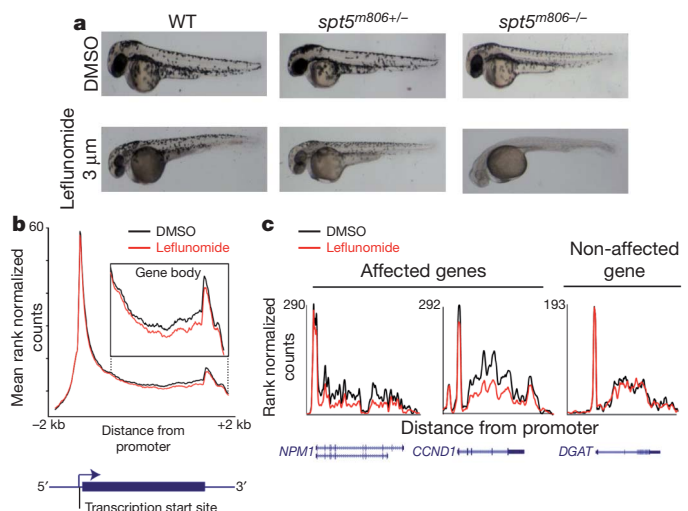 a
WT
spt5m806+/–
spt5m806–/–
DMSO
Leflunomide
3 μm
b
60
DMSO
Leflunomide
Gene body
Mean rank normalized
counts
–2 kb
Distance from
promoter
+2 kb
5′
3′
Transcription start site
c
DMSO
Leflunomide
Affected genes
Non-affected
gene
290
292
193
Rank normalized
counts
Distance from promoter
NPM1
CCND1
DGAT